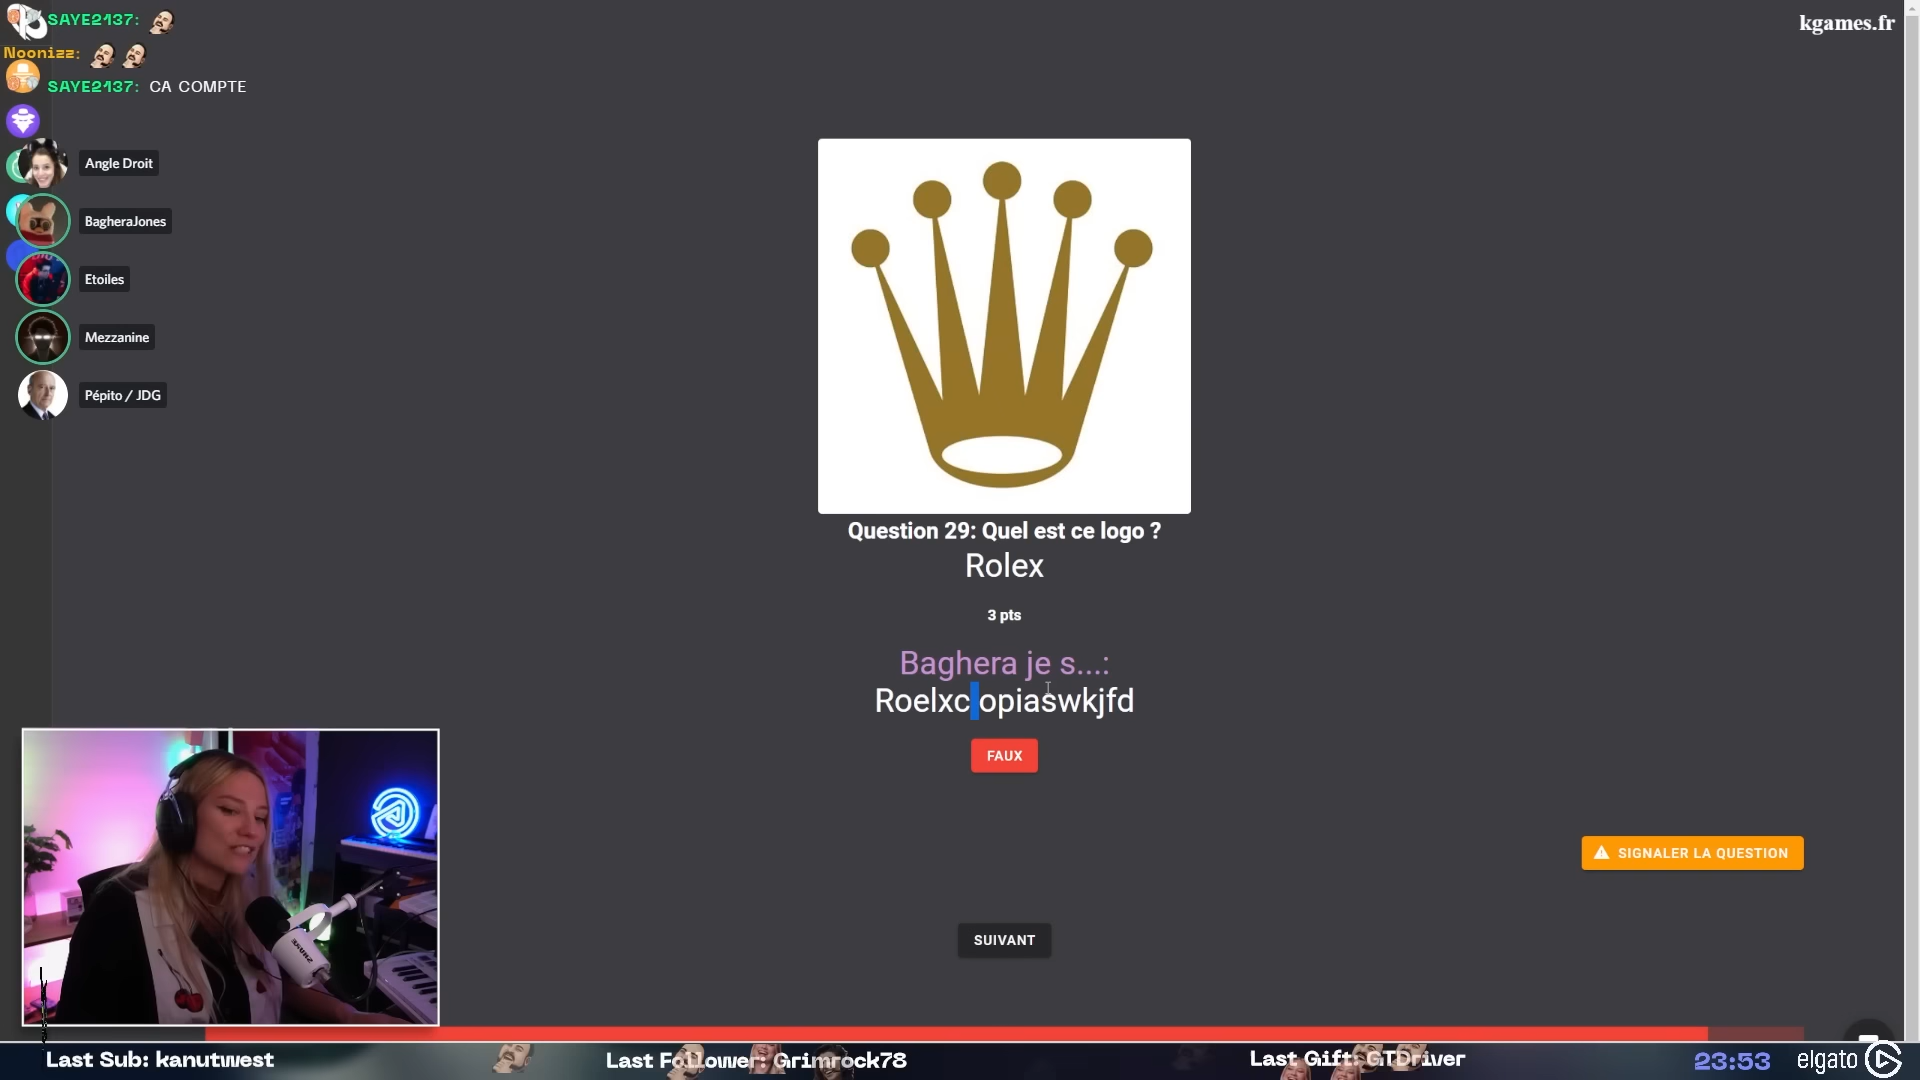 SAYE2137:
kgames.fr
Noonizz:
SAYE2137: CA COMPTE
Angle Droit
BagheraJones
Etoiles
Mezzanine
Pépito / JDG
Question 29: Quel est ce logo ?
Rolex
3 pts
Baghera je s...:
Roelxc opiaswkjfd
FAUX
SIGNALER LA QUESTION
SUIVANT
Last Sub: kanutwest
Last Follower: Grimrock78
Last Gift: GTDriver
23:53
elgato